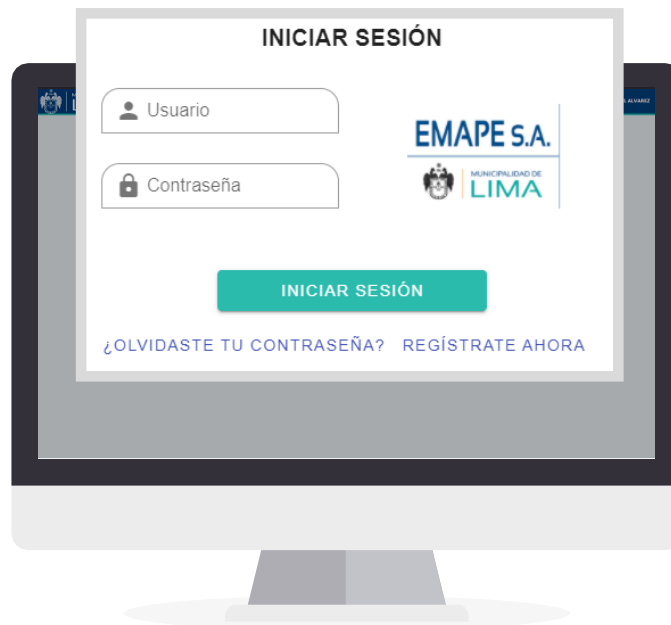 INICIAR SESIÓN
Usuario
Contraseña
EMAPE S.A.
MUNICIPALIDAD DE
LIMA
INICIAR SESIÓN
¿OLVIDASTE TU CONTRASEÑA? REGÍSTRATE AHORA